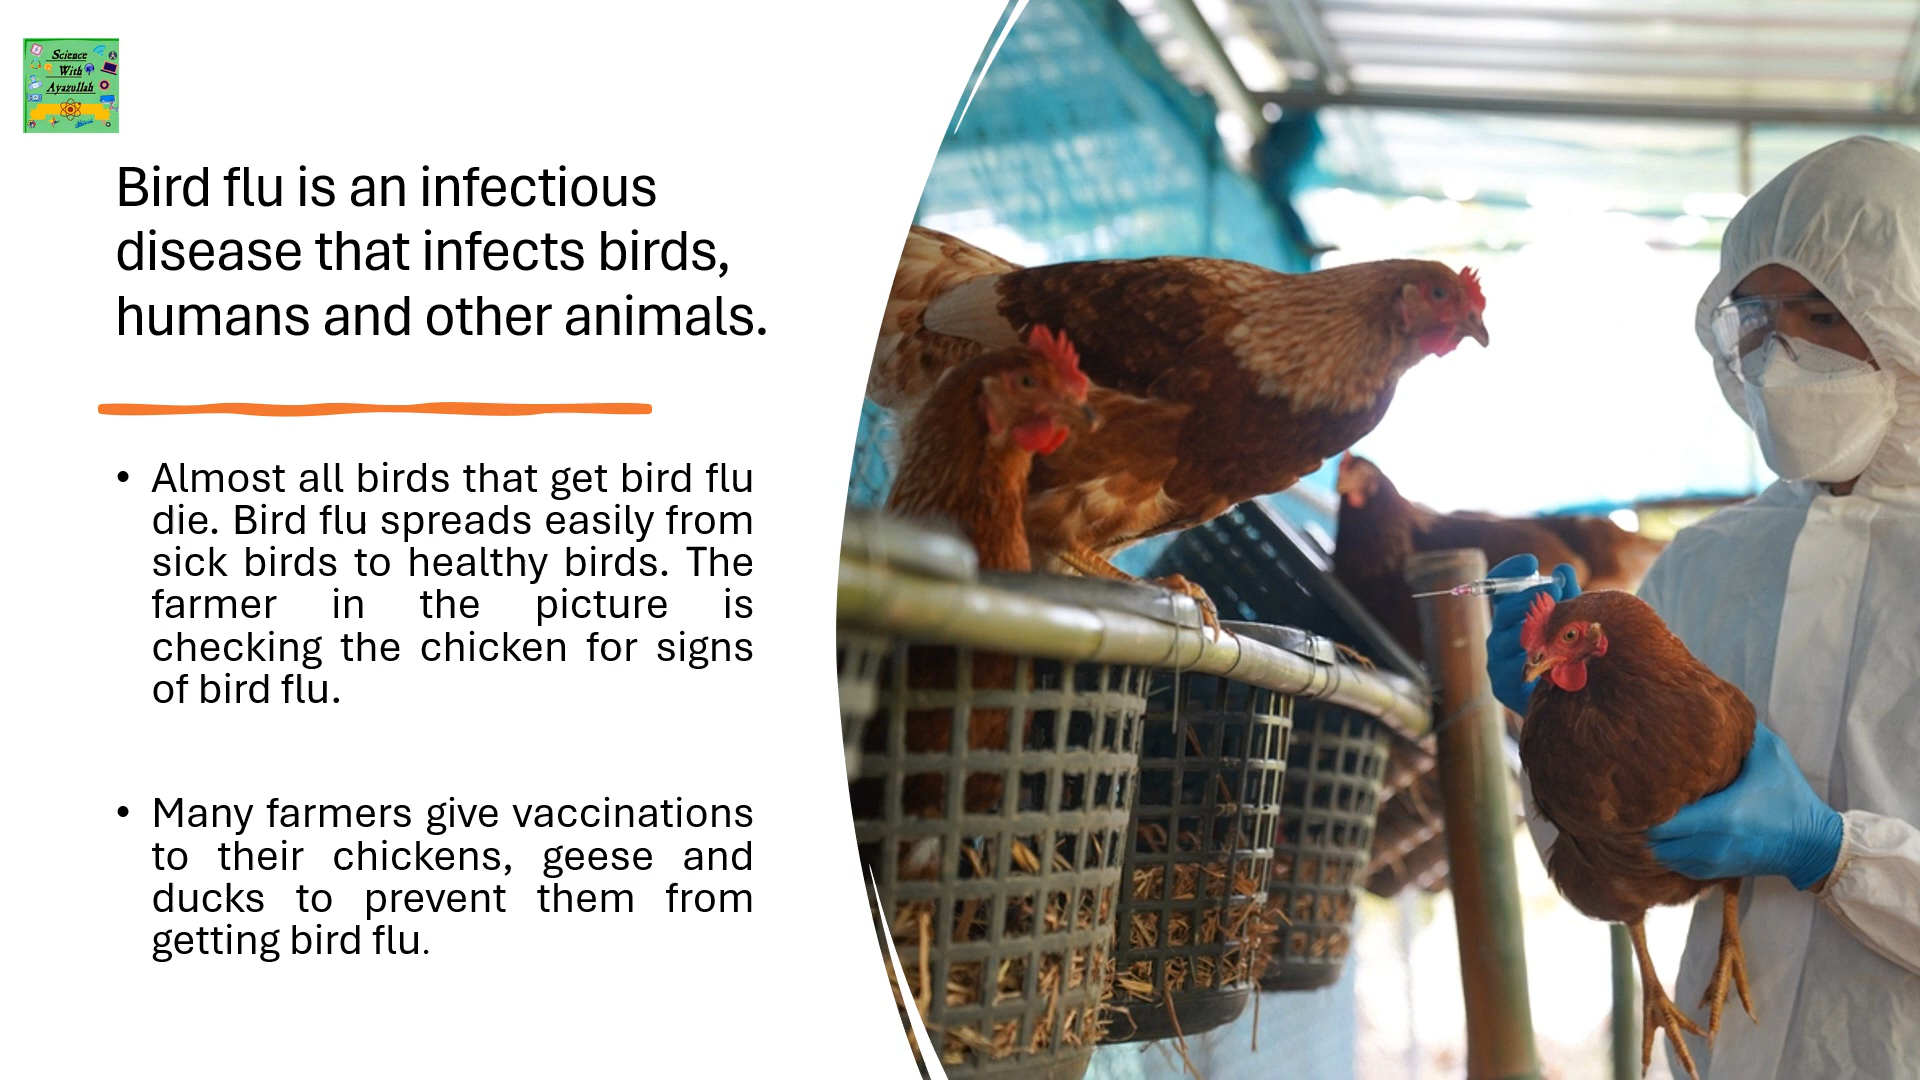 Science
With
Ayazullah
Bird flu is an infectious
disease that infects birds,
humans and other animals.
• Almost all birds that get bird flu
die. Bird flu spreads easily from
sick birds to healthy birds. The
farmer in the picture is
checking the chicken for signs
of bird flu.
• Many farmers give vaccinations
to their chickens, geese and
ducks to prevent them from
getting bird flu.